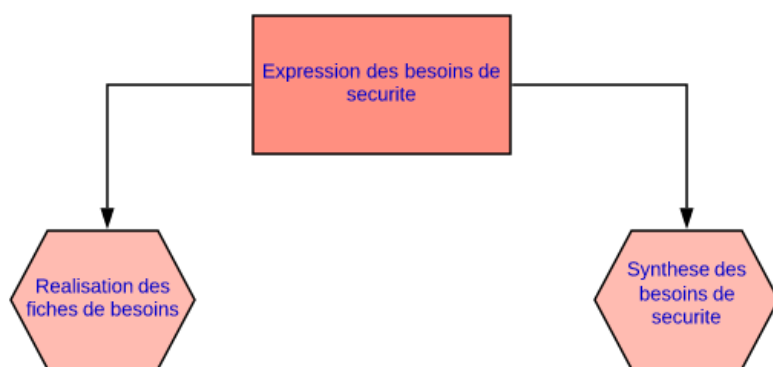 Expression des besoins de
securite
Realisation des
fiches de besoins
Synthese des
besoins de
securite